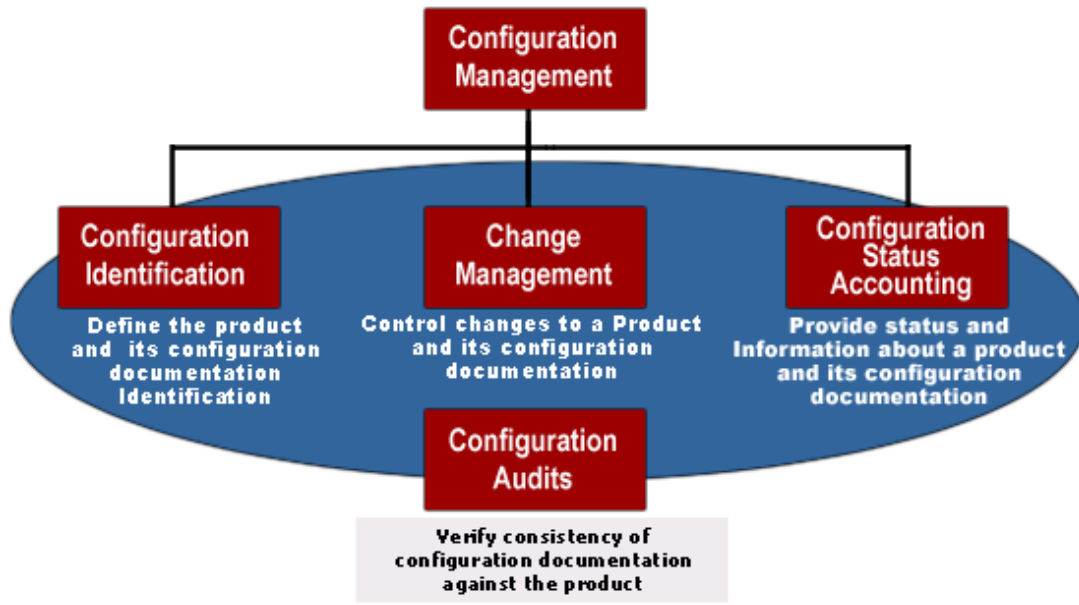 Configuration
Management
Configuration
Identification
Define the product
and its configuration
documentation
Identification
Change
Management
Control changes to a Product
and its configuration
documentation
Configuration
Status
Accounting
Provide status and
Information about a product
and its configuration
documentation
Configuration
Audits
Verify consistency of
configuration documentation
against the product